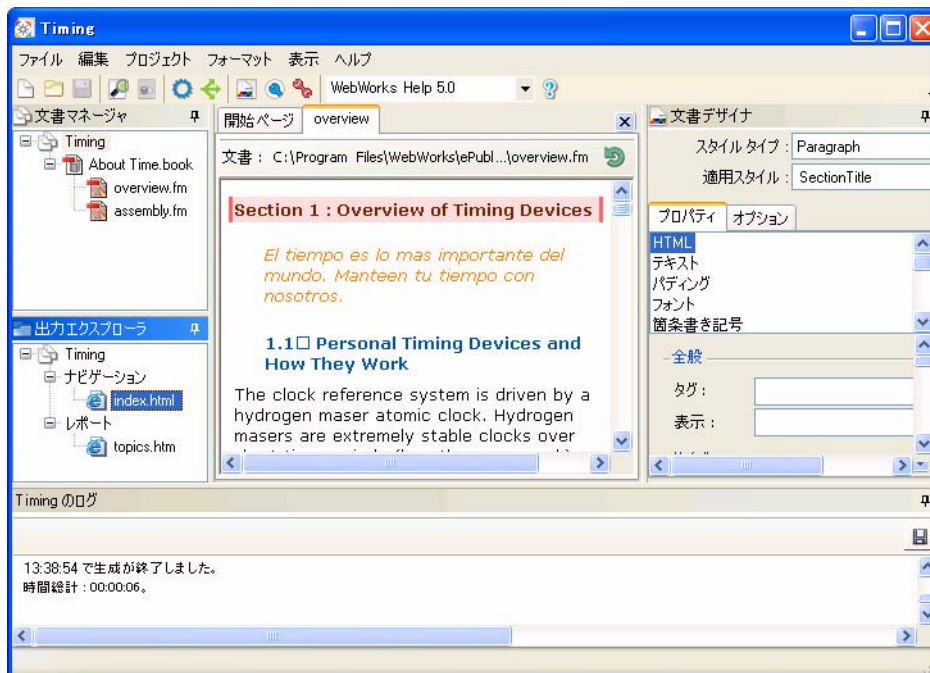 Timing
ファイル 編集 プロジェクト フォーマット 表示 ヘルプ
WebWorks Help 5.0
文書マネージャ
Timing
About Time.book
overview.fm
assembly.fm
出力エクスプローラ
Timing
ナビゲーション
index.html
レポート
topics.htm
開始ページ overview
文書 : C:\Program Files\WebWorks\ePubl...\overview.fm
Section 1 : Overview of Timing Devices
El tiempo es lo mas importante del
mundo. Manteen tu tiempo con
nosotros.
1.1□ Personal Timing Devices and
How They Work
The clock reference system is driven by a
hydrogen maser atomic clock. Hydrogen
masers are extremely stable clocks over
文書デザイナ
スタイル タイプ : Paragraph
適用スタイル : SectionTitle
プロパティ オプション
HTML
テキスト
パディング
フォント
箇条書き記号
全般
タグ :
表示 :
Timing のログ
13:38:54 で生成が終了しました。
時間総計 : 00:00:06。